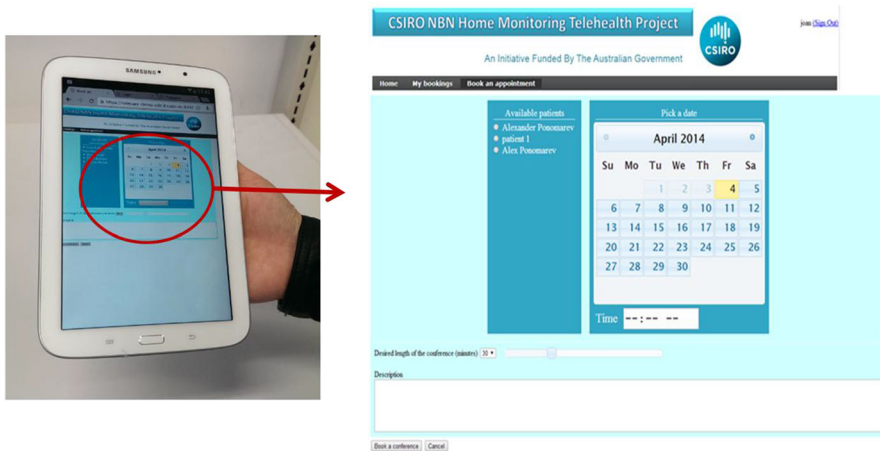 SAMSUNG
April 2014
CSIRO NBN Home Monitoring Telehealth Project
An Initiative Funded By The Australian Government
CSIRO
joan (Sign Out)
Home My bookings Book an appointment
Available patients
Alexander Ponomarev
patient 1
Alex Ponomarev
Pick a date
April 2014
Su Mo Tu We Th Fr Sa
1 2 3 4 5
6 7 8 9 10 11 12
13 14 15 16 17 18 19
20 21 22 23 24 25 26
27 28 29 30
Time --:-- --
Desired length of the conference (minutes) 30
Description
Book a conference Cancel